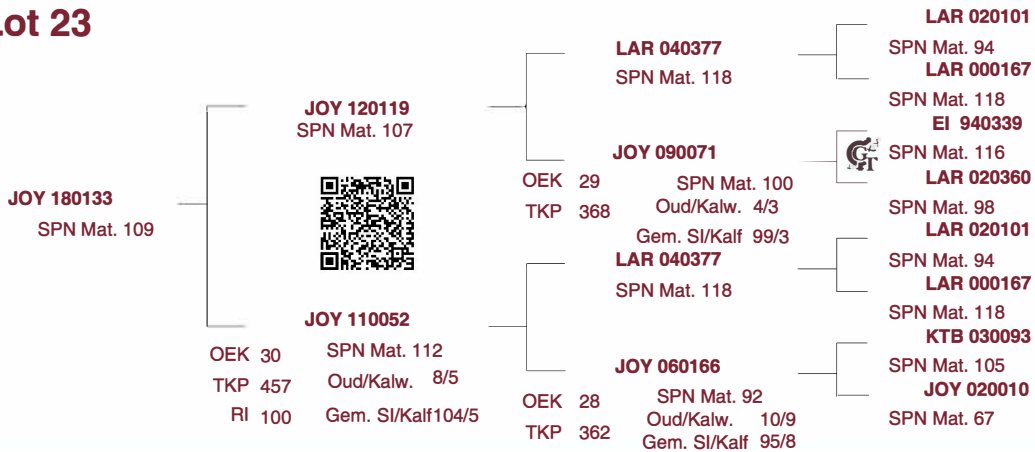 Lot 23
JOY 180133
SPN Mat. 109
JOY 120119
SPN Mat. 107
JOY 110052
OEK 30 SPN Mat. 112
TKP 457 Oud/Kalw. 8/5
RI 100 Gem. SI/Kalf104/5
LAR 040377
SPN Mat. 118
JOY 090071
OEK 29 SPN Mat. 100
TKP 368 Oud/Kalw. 4/3
Gem. SI/Kalf 99/3
LAR 040377
SPN Mat. 118
JOY 060166
OEK 28 SPN Mat. 92
TKP 362 Oud/Kalw. 10/9
Gem. SI/Kalf 95/8
LAR 020101
SPN Mat. 94
LAR 000167
SPN Mat. 118
EI 940339
GT
SPN Mat. 116
LAR 020360
SPN Mat. 98
LAR 020101
SPN Mat. 94
LAR 000167
SPN Mat. 118
KTB 030093
SPN Mat. 105
JOY 020010
SPN Mat. 67